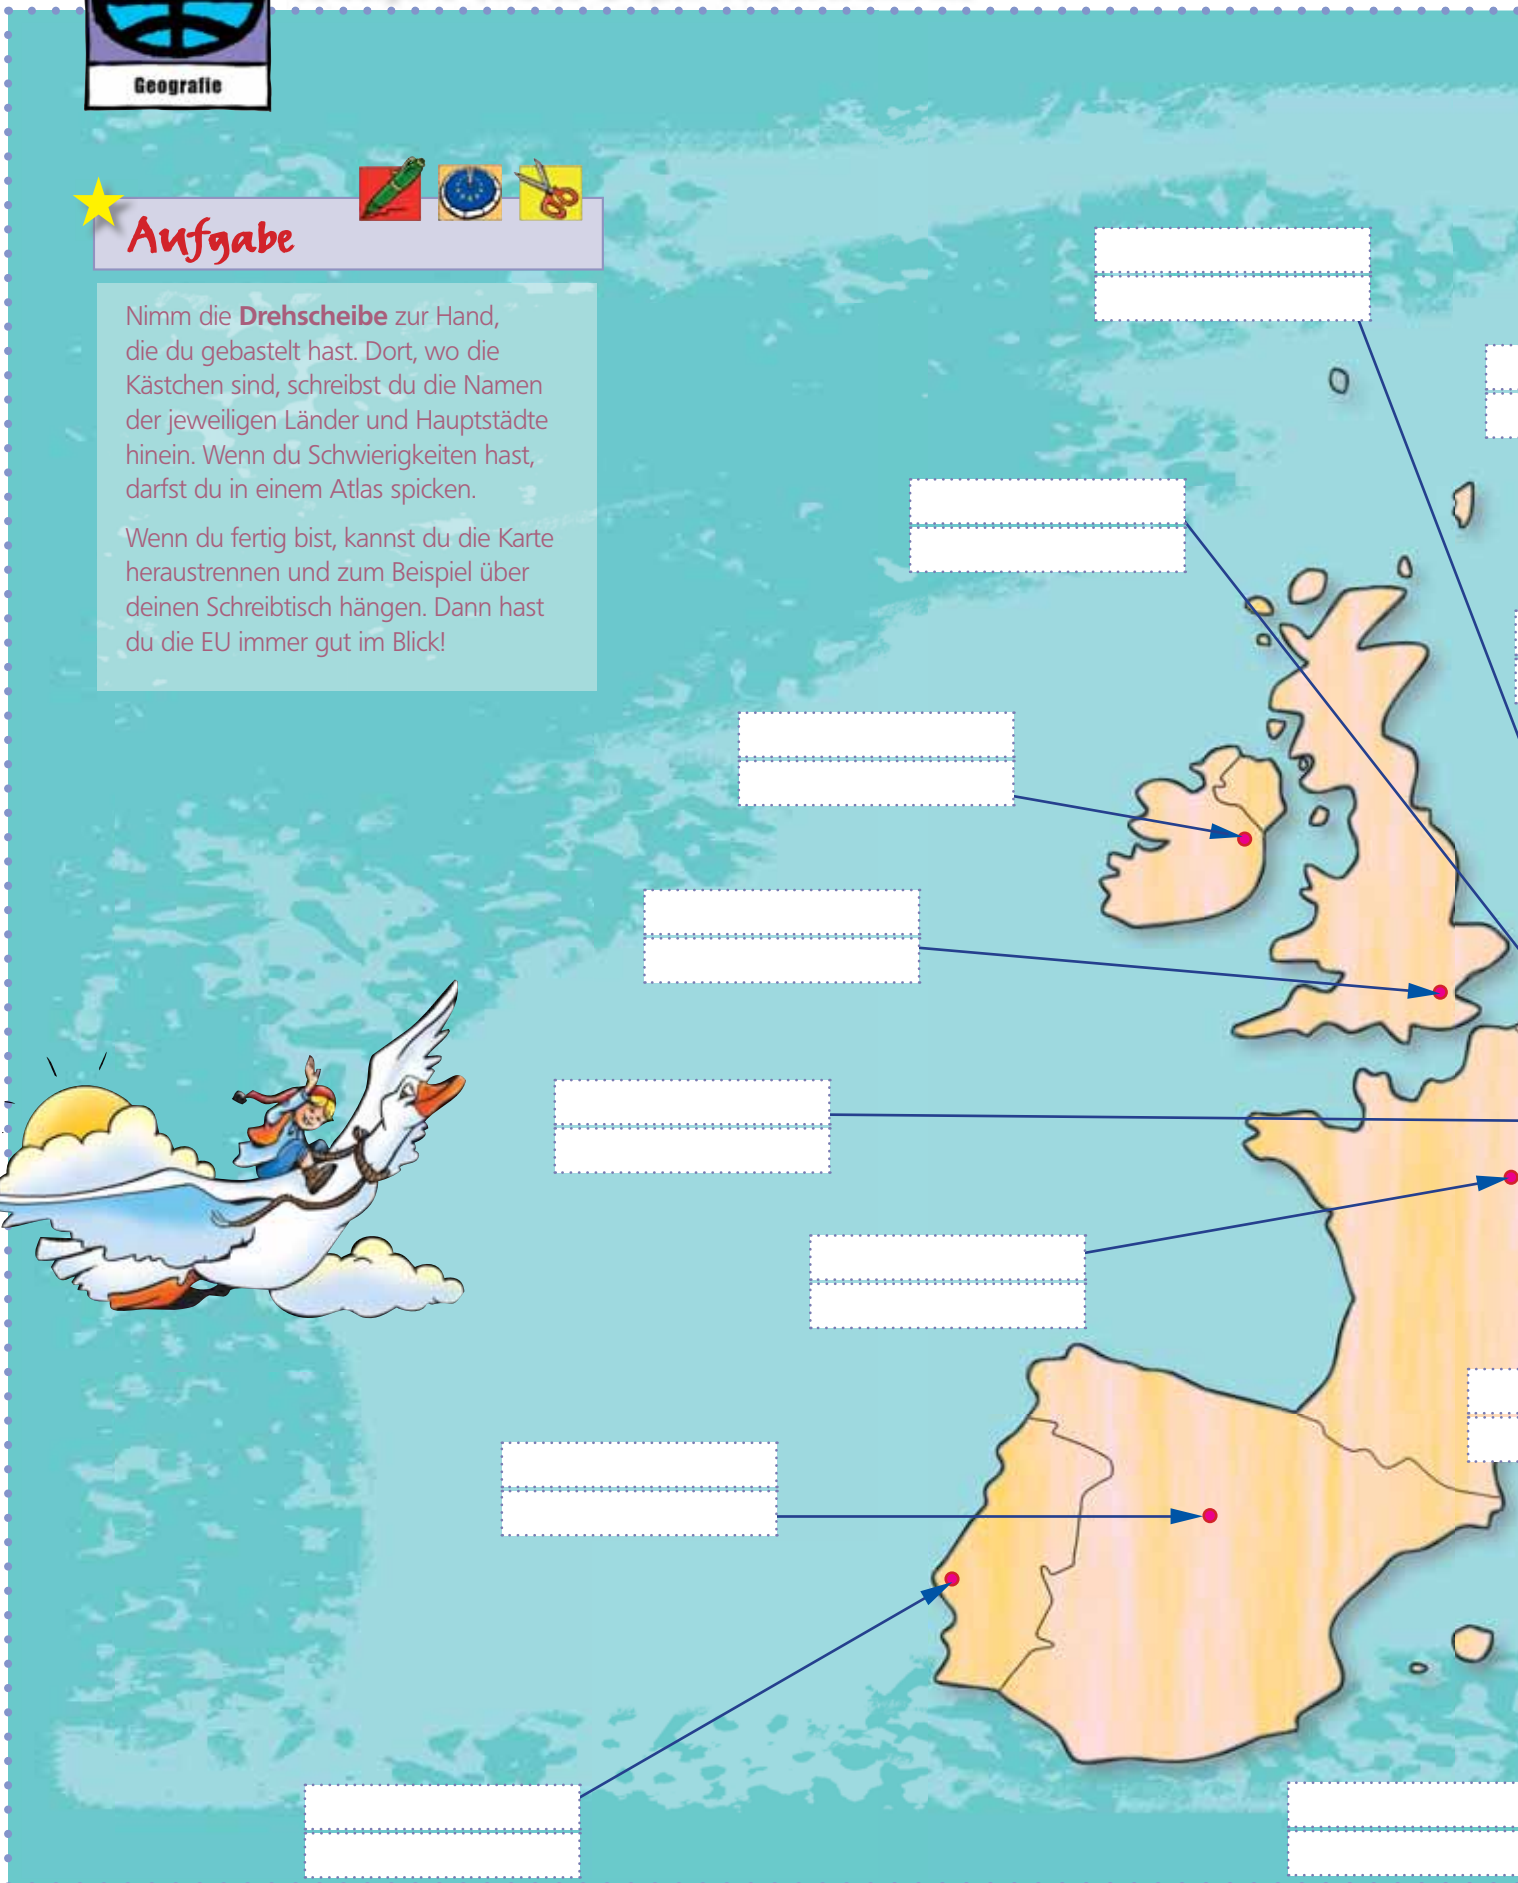 Geografie
Aufgabe
Nimm die Drehscheibe zur Hand,
die du gebastelt hast. Dort, wo die
Kästchen sind, schreibst du die Namen
der jeweiligen Länder und Hauptstädte
hinein. Wenn du Schwierigkeiten hast,
darfst du in einem Atlas spicken.
Wenn du fertig bist, kannst du die Karte
heraustrennen und zum Beispiel über
deinen Schreibtisch hängen. Dann hast
du die EU immer gut im Blick!